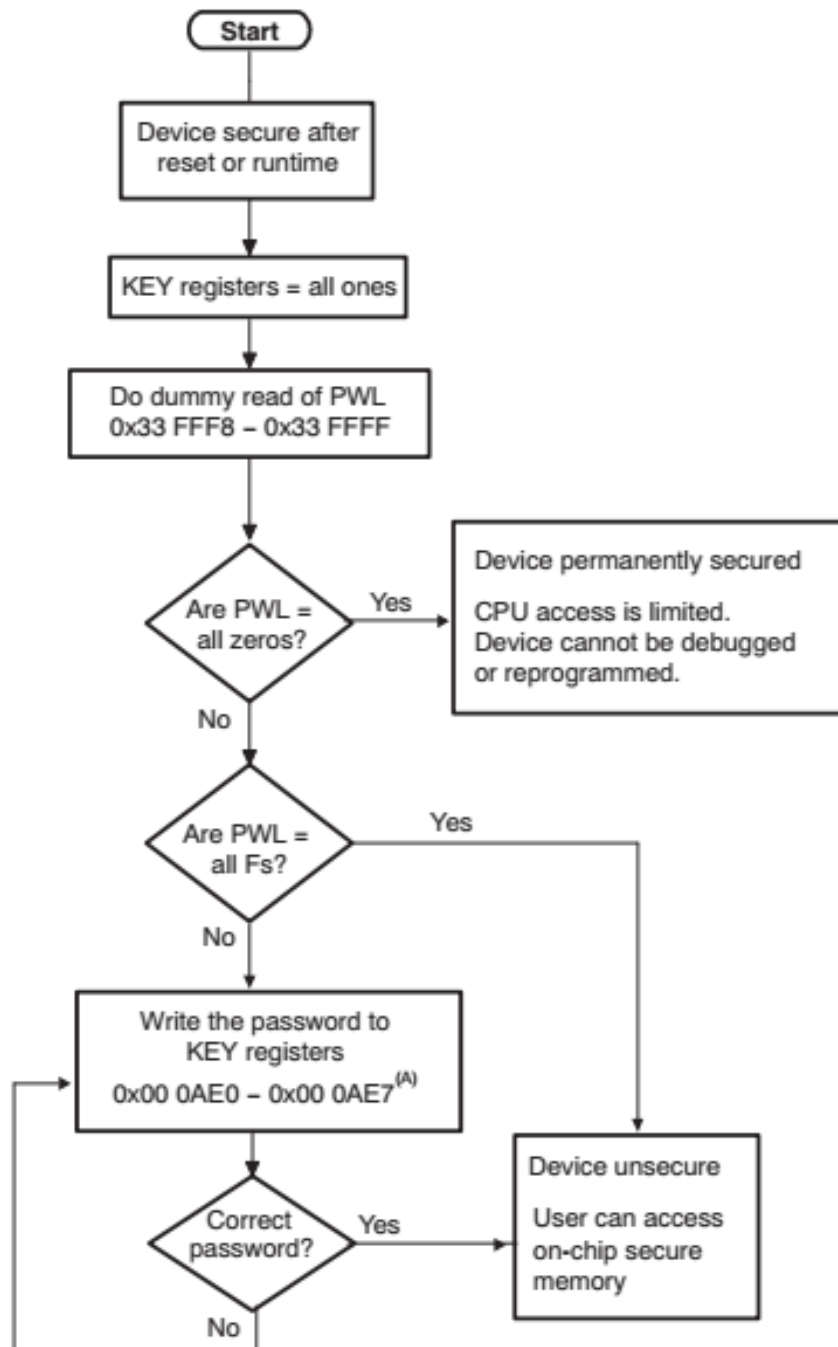 Start
Device secure after
reset or runtime
KEY registers = all ones
Do dummy read of PWL
0x33 FFF8 – 0x33 FFFF
Are PWL =
all zeros?
Yes
Device permanently secured
CPU access is limited.
Device cannot be debugged
or reprogrammed.
No
Are PWL =
all Fs?
Yes
No
Write the password to
KEY registers
0x00 0AE0 – 0x00 0AE7(A)
Correct
password?
Yes
Device unsecure
User can access
on-chip secure
memory
No